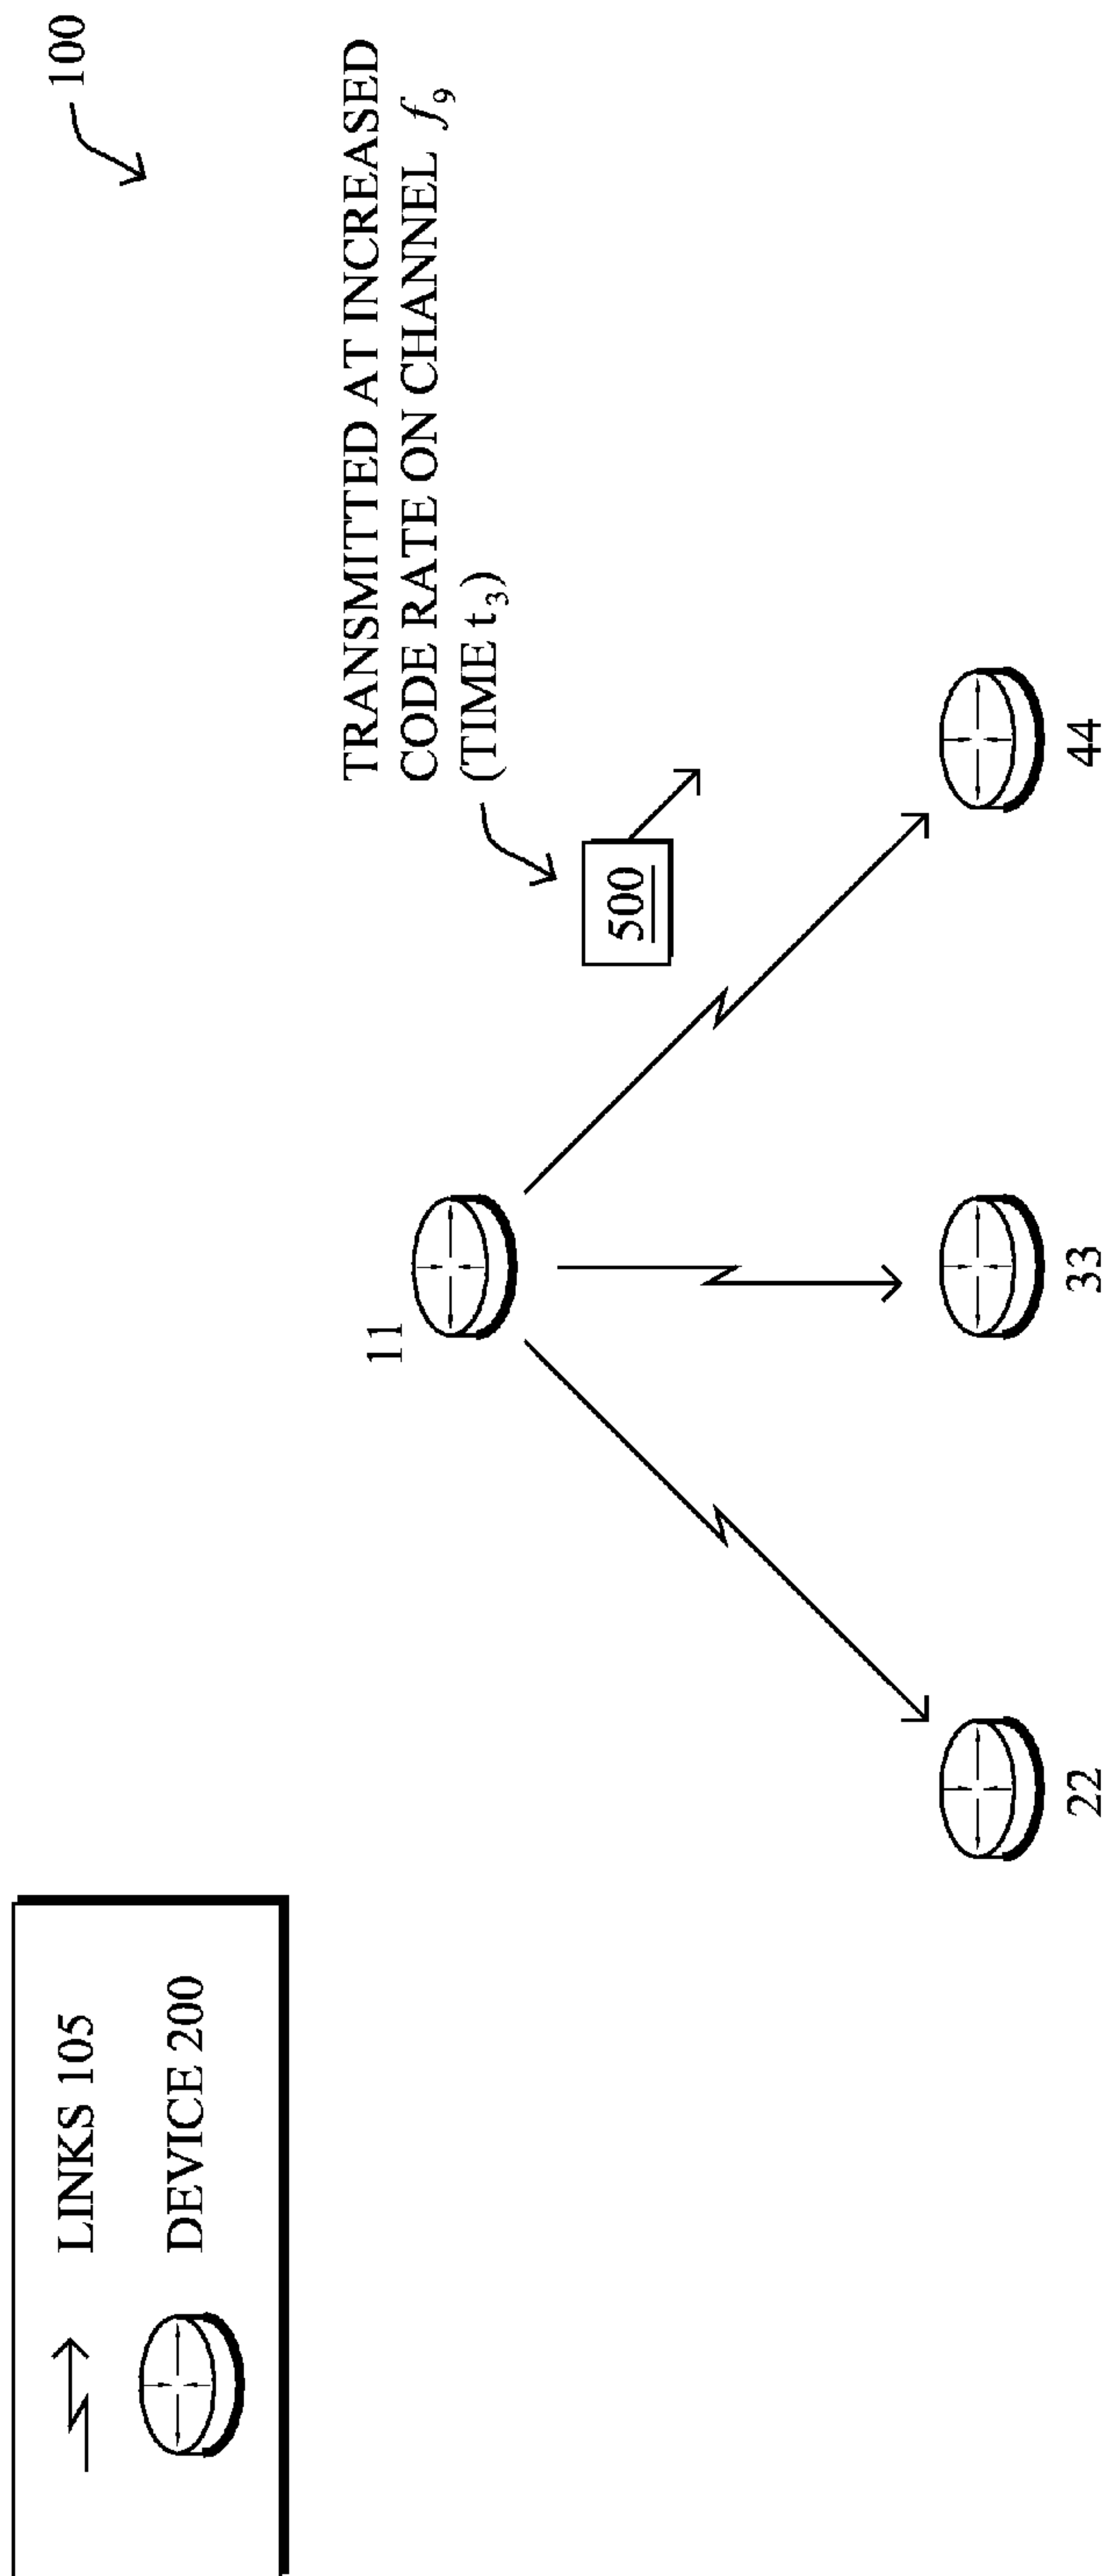 LINKS 105
DEVICE 200
100
TRANSMITTED AT INCREASED
CODE RATE ON CHANNEL f₉
(TIME t₃)
500
11
22
33
44